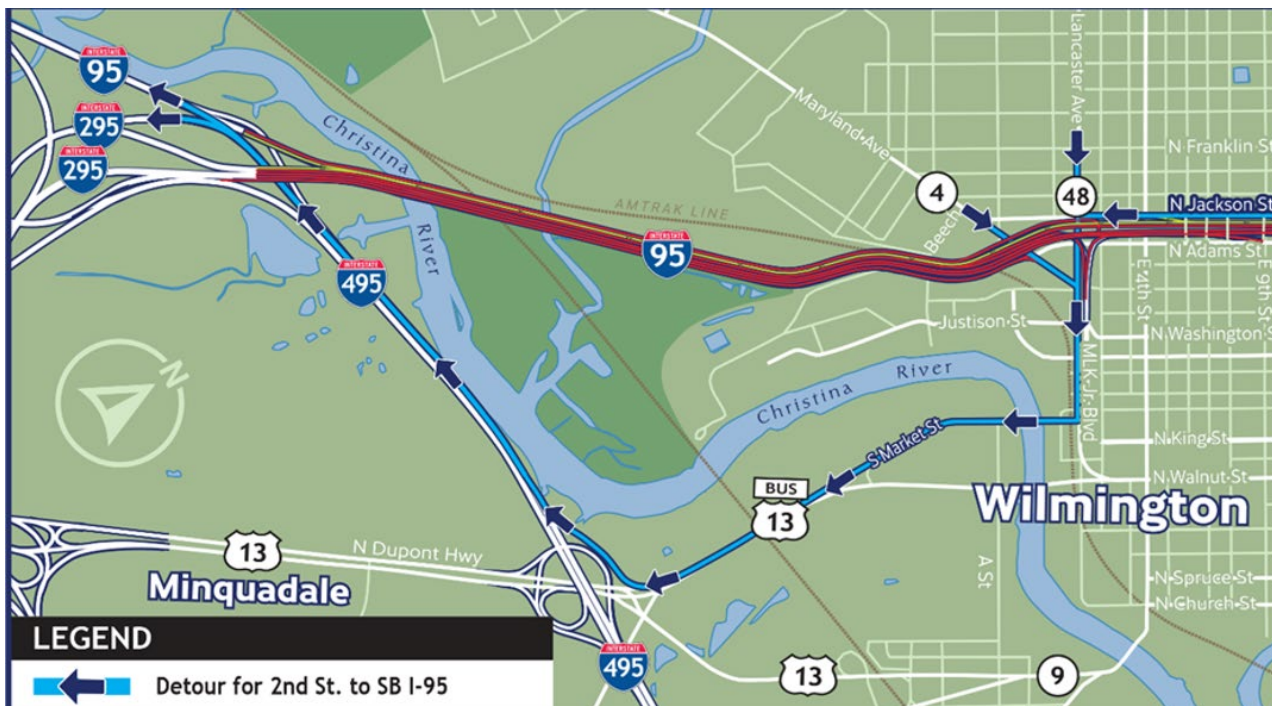 INTERSTATE
95
INTERSTATE
295
INTERSTATE
295
Christina
River
AMTRAK LINE
Maryland Ave
4
Beech
Lancaster Ave
48
N Franklin St
N Jackson St
N Adams St
E 4th St
E 9th St
INTERSTATE
95
INTERSTATE
495
Justison St
N Washington S
MLK Jr. Blvd
Christina River
S Market St
N King St
N Walnut St
Wilmington
BUS
13
N
13
N Dupont Hwy
Minquadale
A St
N Spruce St
N Church St
INTERSTATE
495
13
9
LEGEND
Detour for 2nd St. to SB I-95